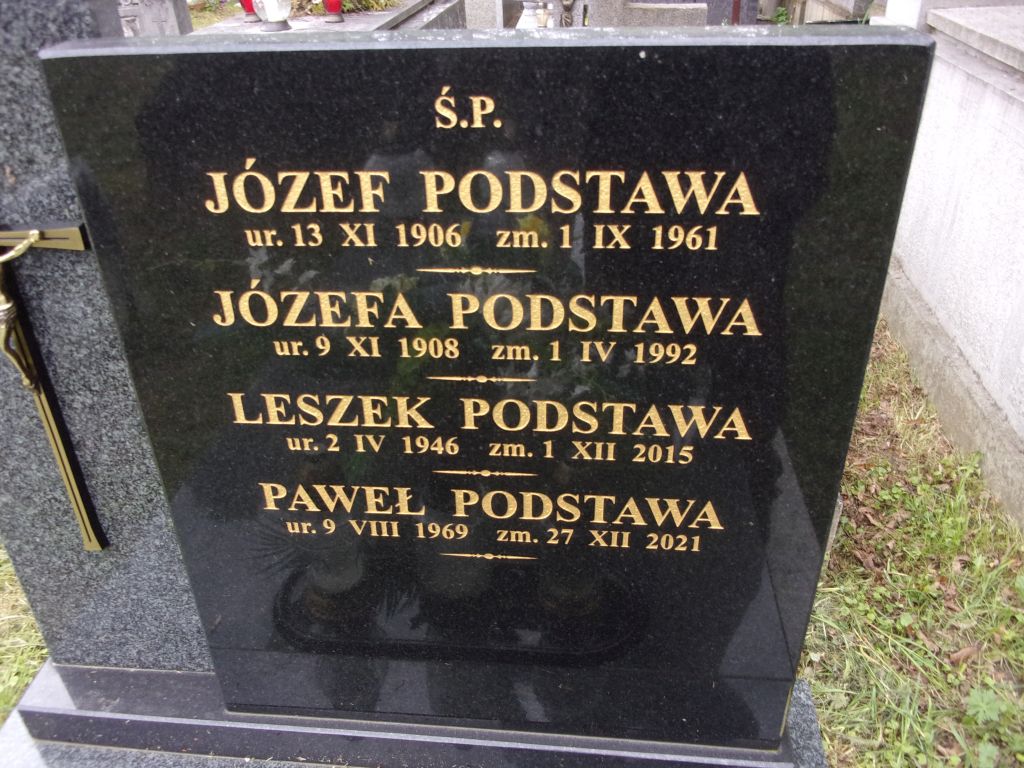 Ś.P.
JÓZEF PODSTAWA
ur. 13 XI 1906 zm. 1 IX 1961
JÓZEFA PODSTAWA
ur. 9 XI 1908 zm. 1 IV 1992
LESZEK PODSTAWA
ur. 2 IV 1946 zm. 1 XII 2015
PAWEŁ PODSTAWA
ur. 9 VIII 1969 zm. 27 XII 2021